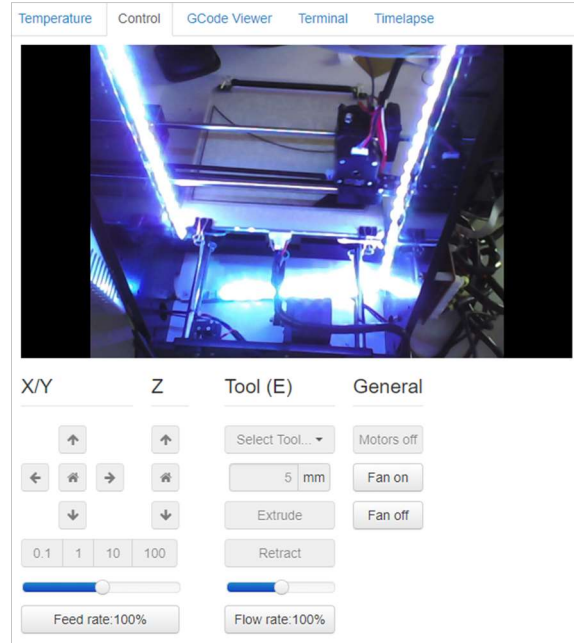 Temperature Control GCode Viewer Terminal Timelapse
X/Y Z Tool (E) General
Select Tool... Motors off
5 mm Fan on
Extrude Fan off
0.1 1 10 100 Retract
Feed rate:100% Flow rate:100%